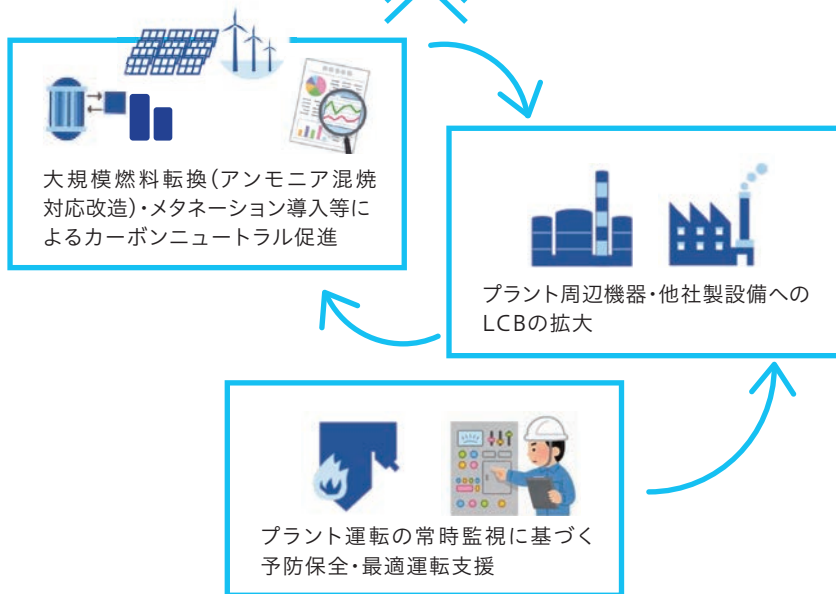 大規模燃料転換(アンモニア混焼
対応改造)・メタネーション導入等に
よるカーボンニュートラル促進
プラント周辺機器・他社製設備への
LCBの拡大
プラント運転の常時監視に基づく
予防保全・最適運転支援